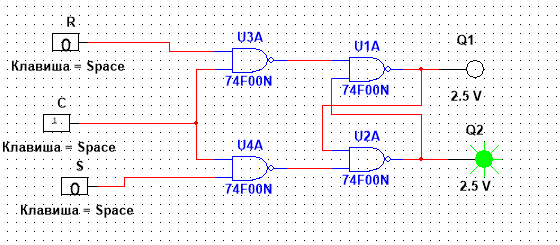 R
0
Клавиша = Space
C
1
Клавиша = Space
S
0
Клавиша = Space
U3A
74F00N
U4A
74F00N
U1A
74F00N
U2A
74F00N
Q1
2.5 V
Q2
2.5 V